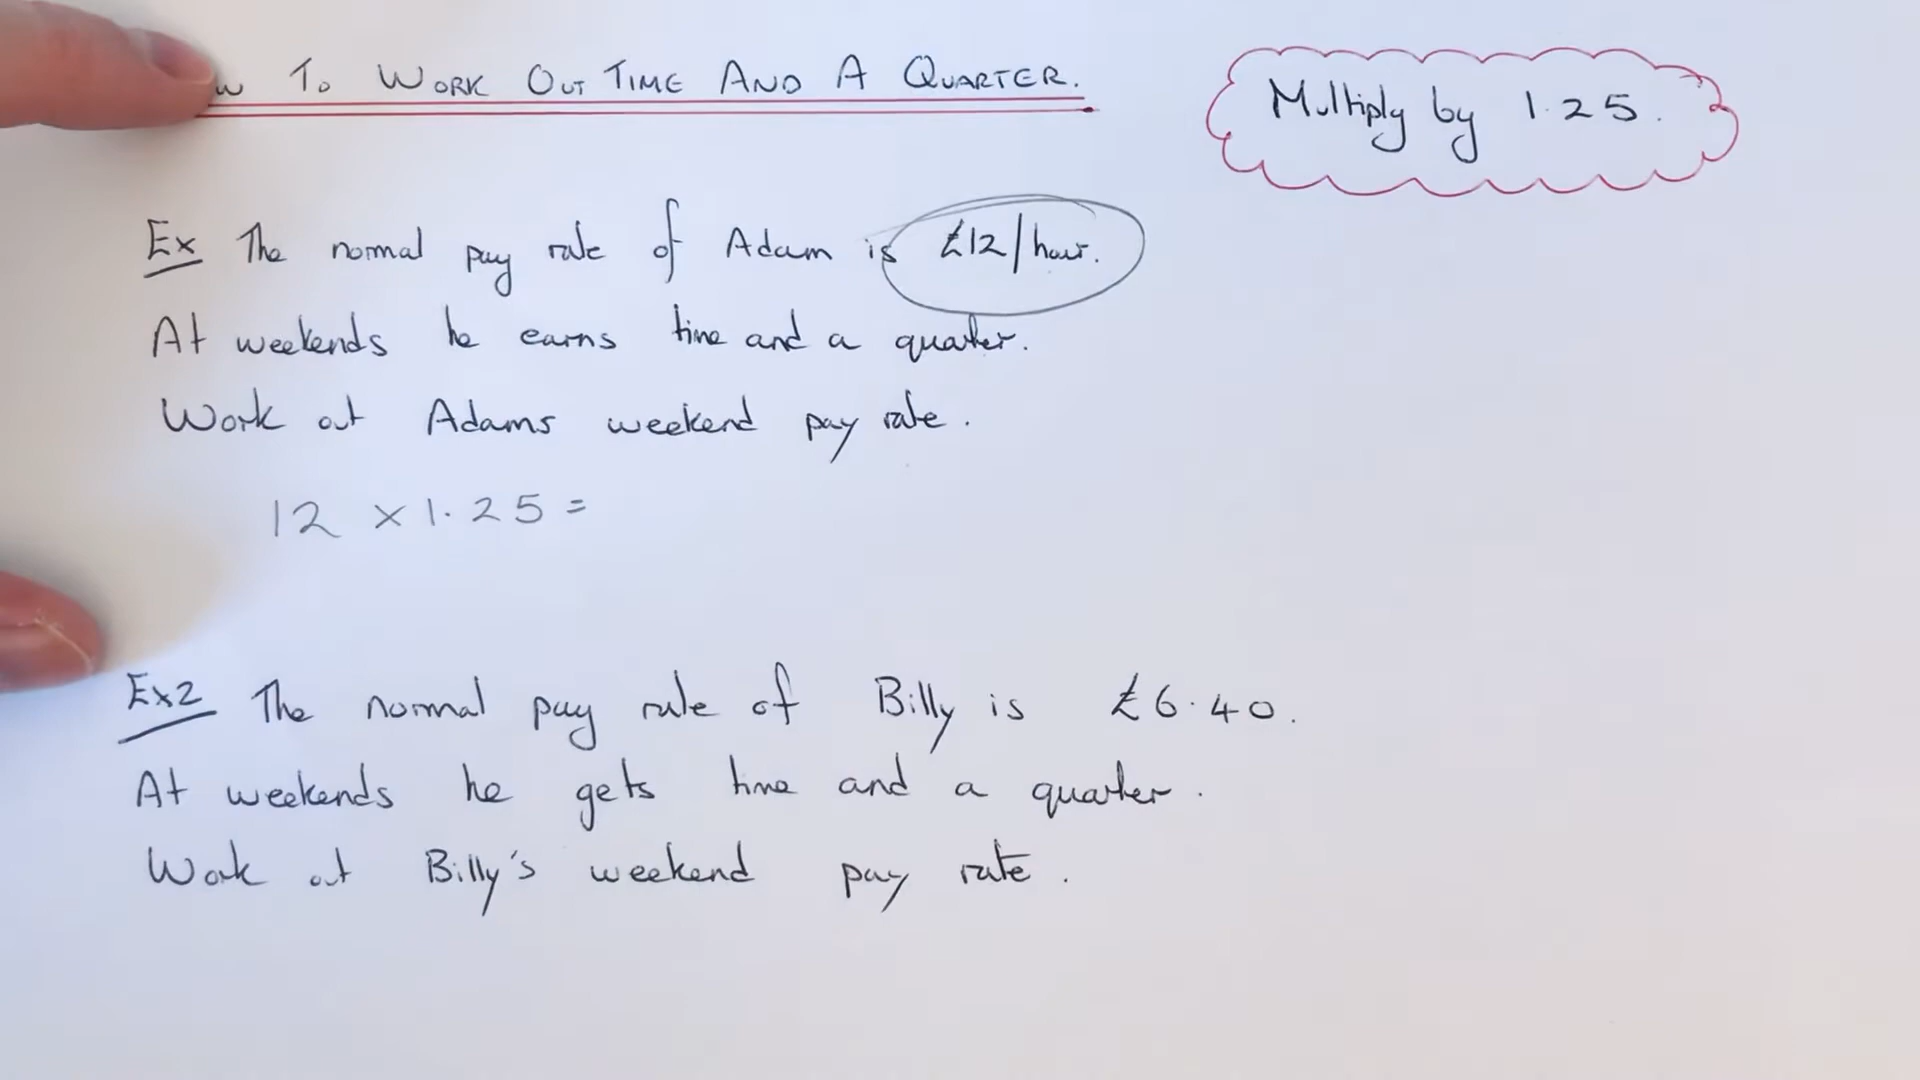 To Work Out Time And A Quarter.
Multiply by 1.25.
Ex The normal pay rate of Adam is £12/hour.
At weekends he earns time and a quarter.
Work out Adams weekend pay rate.
12 × 1.25 =
Ex2 The normal pay rate of Billy is £6.40.
At weekends he gets time and a quarter.
Work out Billy's weekend pay rate.